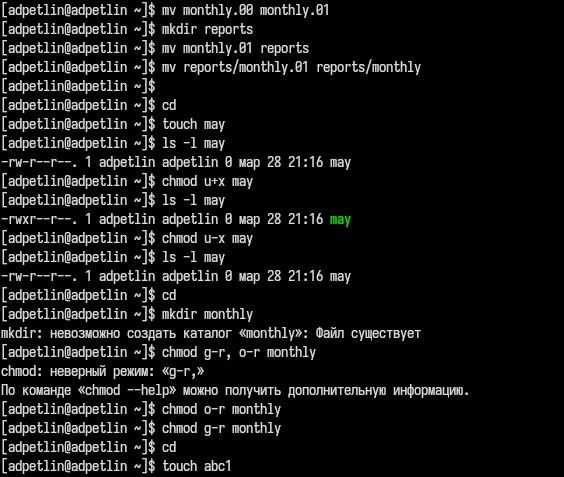 [adpetlin@adpetlin ~]$ mv monthly.00 monthly.01
[adpetlin@adpetlin ~]$ mkdir reports
[adpetlin@adpetlin ~]$ mv monthly.01 reports
[adpetlin@adpetlin ~]$ mv reports/monthly.01 reports/monthly
[adpetlin@adpetlin ~]$
[adpetlin@adpetlin ~]$ cd
[adpetlin@adpetlin ~]$ touch may
[adpetlin@adpetlin ~]$ ls -l may
-rw-r--r--. 1 adpetlin adpetlin 0 мар 28 21:16 may
[adpetlin@adpetlin ~]$ chmod u+x may
[adpetlin@adpetlin ~]$ ls -l may
-rwxr--r--. 1 adpetlin adpetlin 0 мар 28 21:16 may
[adpetlin@adpetlin ~]$ chmod u-x may
[adpetlin@adpetlin ~]$ ls -l may
-rw-r--r--. 1 adpetlin adpetlin 0 мар 28 21:16 may
[adpetlin@adpetlin ~]$ cd
[adpetlin@adpetlin ~]$ mkdir monthly
mkdir: невозможно создать каталог «monthly»: Файл существует
[adpetlin@adpetlin ~]$ chmod g-r, o-r monthly
chmod: неверный режим: «g-r,»
По команде «chmod --help» можно получить дополнительную информацию.
[adpetlin@adpetlin ~]$ chmod o-r monthly
[adpetlin@adpetlin ~]$ chmod g-r monthly
[adpetlin@adpetlin ~]$ cd
[adpetlin@adpetlin ~]$ touch abc1